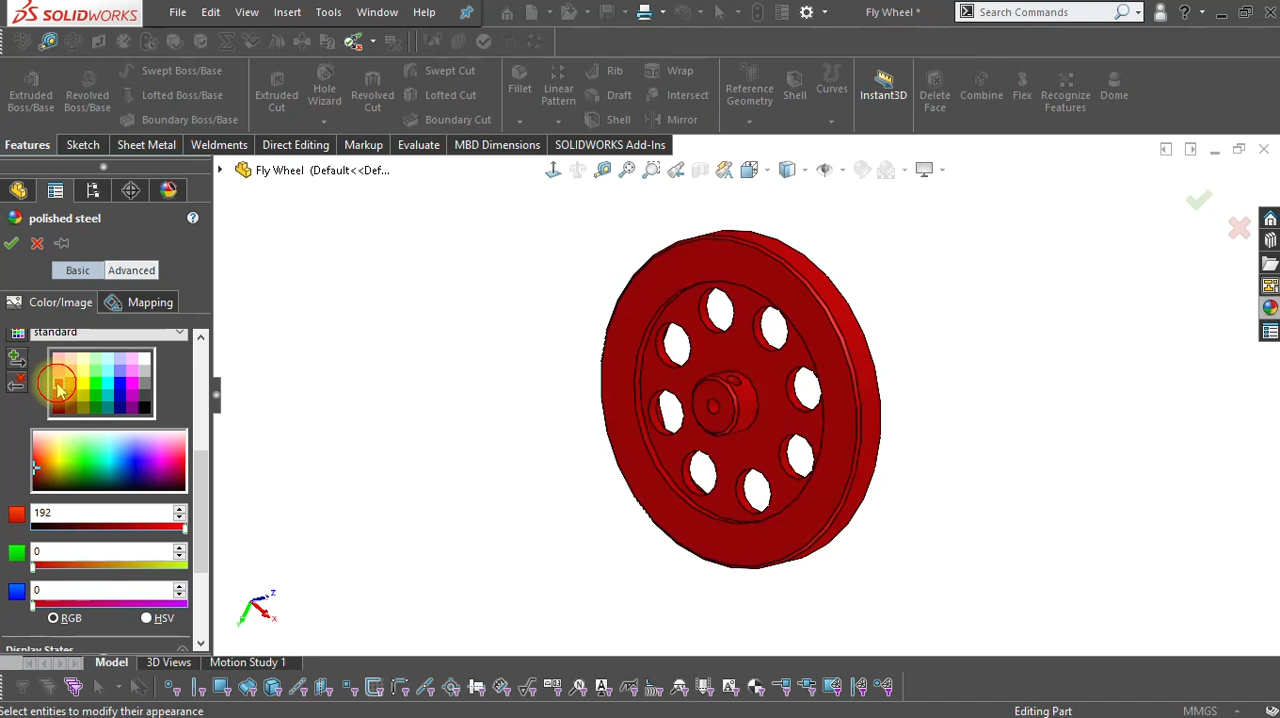 SOLIDWORKS File Edit View Insert Tools Window Help Fly Wheel * Search Commands
Extruded Boss/Base
Revolved Boss/Base
Swept Boss/Base
Lofted Boss/Base
Boundary Boss/Base
Extruded Cut
Hole Wizard
Revolved Cut
Swept Cut
Lofted Cut
Boundary Cut
Fillet
Linear Pattern
Rib
Draft
Shell
Wrap
Intersect
Mirror
Reference Geometry
Shell
Curves
Instant3D
Delete Face
Combine
Flex
Recognize Features
Dome
Features Sketch Sheet Metal Weldments Direct Editing Markup Evaluate MBD Dimensions SOLIDWORKS Add-Ins
Fly Wheel (Default<<Def...
polished steel
Basic Advanced
Color/Image Mapping
standard
192
0
0
RGB HSV
Display States
z
x
y
Model 3D Views Motion Study 1
Select entities to modify their appearance Editing Part MMGS